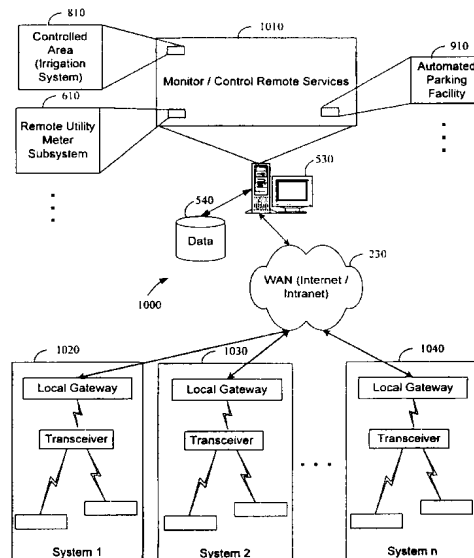 810
1010
Controlled
Area
(Irrigation
System)
910
Monitor / Control Remote Services
Automated
Parking
Facility
610
Remote Utility
Meter
Subsystem
530
540
Data
230
WAN (Internet /
Intranet)
1000
1020
1030
1040
Local Gateway
Local Gateway
Local Gateway
Transceiver
Transceiver
Transceiver
System 1
System 2
System n